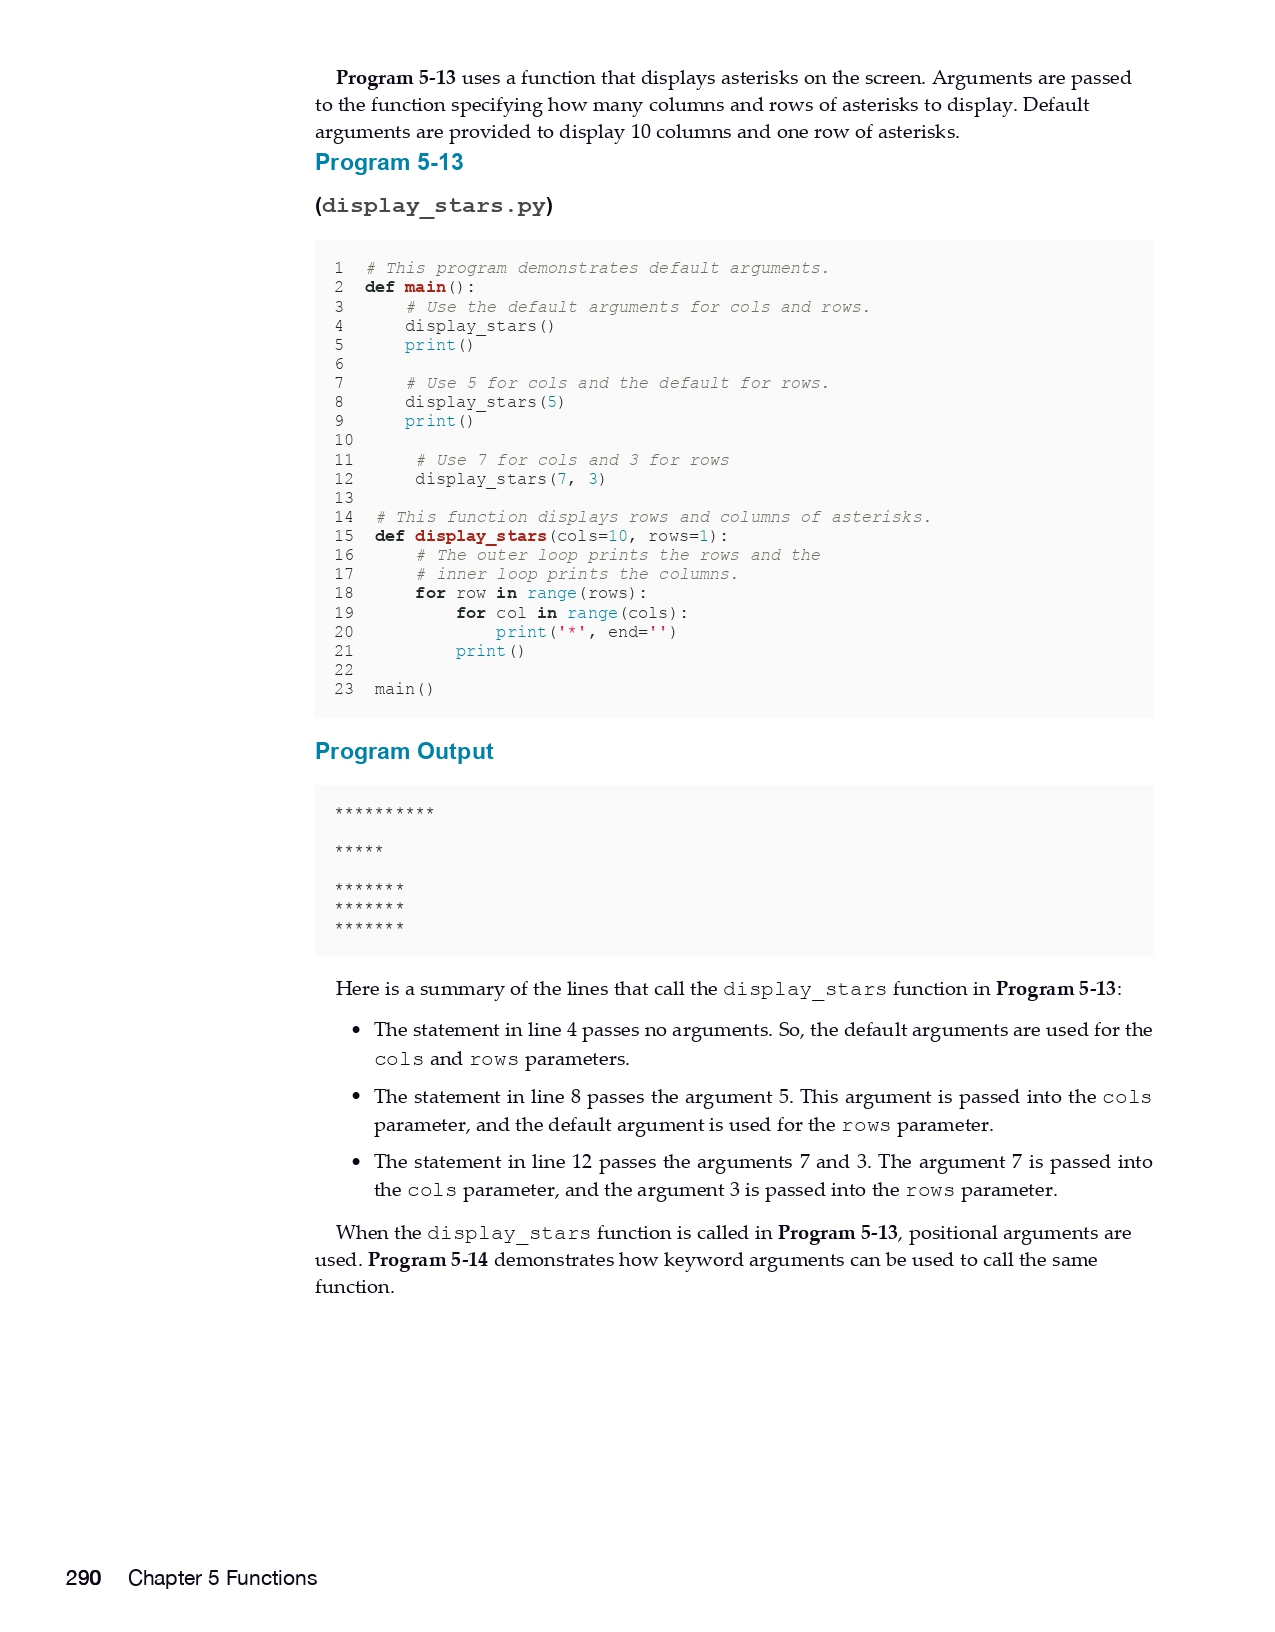 Program 5-13 uses a function that displays asterisks on the screen. Arguments are passed
to the function specifying how many columns and rows of asterisks to display. Default
arguments are provided to display 10 columns and one row of asterisks.
Program 5-13
(display_stars.py)
1  # This program demonstrates default arguments.
2  def main():
3      # Use the default arguments for cols and rows.
4      display_stars()
5      print()
6
7      # Use 5 for cols and the default for rows.
8      display_stars(5)
9      print()
10
11      # Use 7 for cols and 3 for rows
12      display_stars(7, 3)
13
14  # This function displays rows and columns of asterisks.
15  def display_stars(cols=10, rows=1):
16      # The outer loop prints the rows and the
17      # inner loop prints the columns.
18      for row in range(rows):
19          for col in range(cols):
20              print('*', end='')
21          print()
22
23  main()
Program Output
**********
*****
*******
*******
*******
Here is a summary of the lines that call the display_stars function in Program 5-13:
• The statement in line 4 passes no arguments. So, the default arguments are used for the
cols and rows parameters.
• The statement in line 8 passes the argument 5. This argument is passed into the cols
parameter, and the default argument is used for the rows parameter.
• The statement in line 12 passes the arguments 7 and 3. The argument 7 is passed into
the cols parameter, and the argument 3 is passed into the rows parameter.
When the display_stars function is called in Program 5-13, positional arguments are
used. Program 5-14 demonstrates how keyword arguments can be used to call the same
function.
290 Chapter 5 Functions